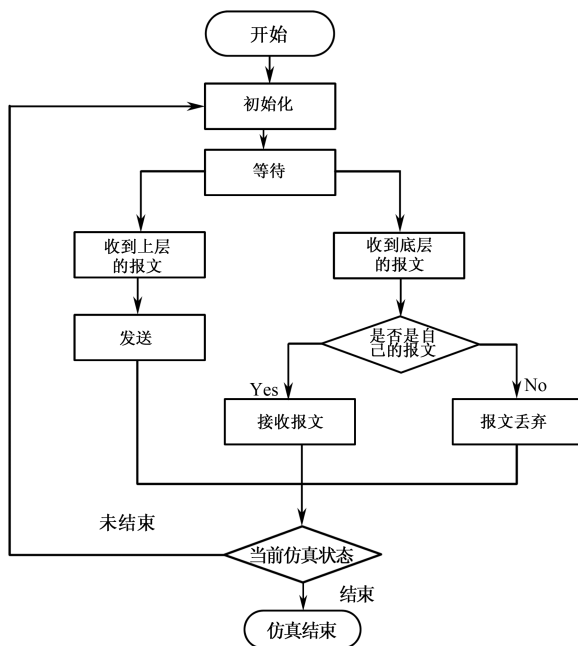 开始
初始化
等待
收到上层
的报文
收到底层
的报文
发送
是否是自
己的报文
Yes
No
接收报文
报文丢弃
未结束
当前仿真状态
结束
仿真结束